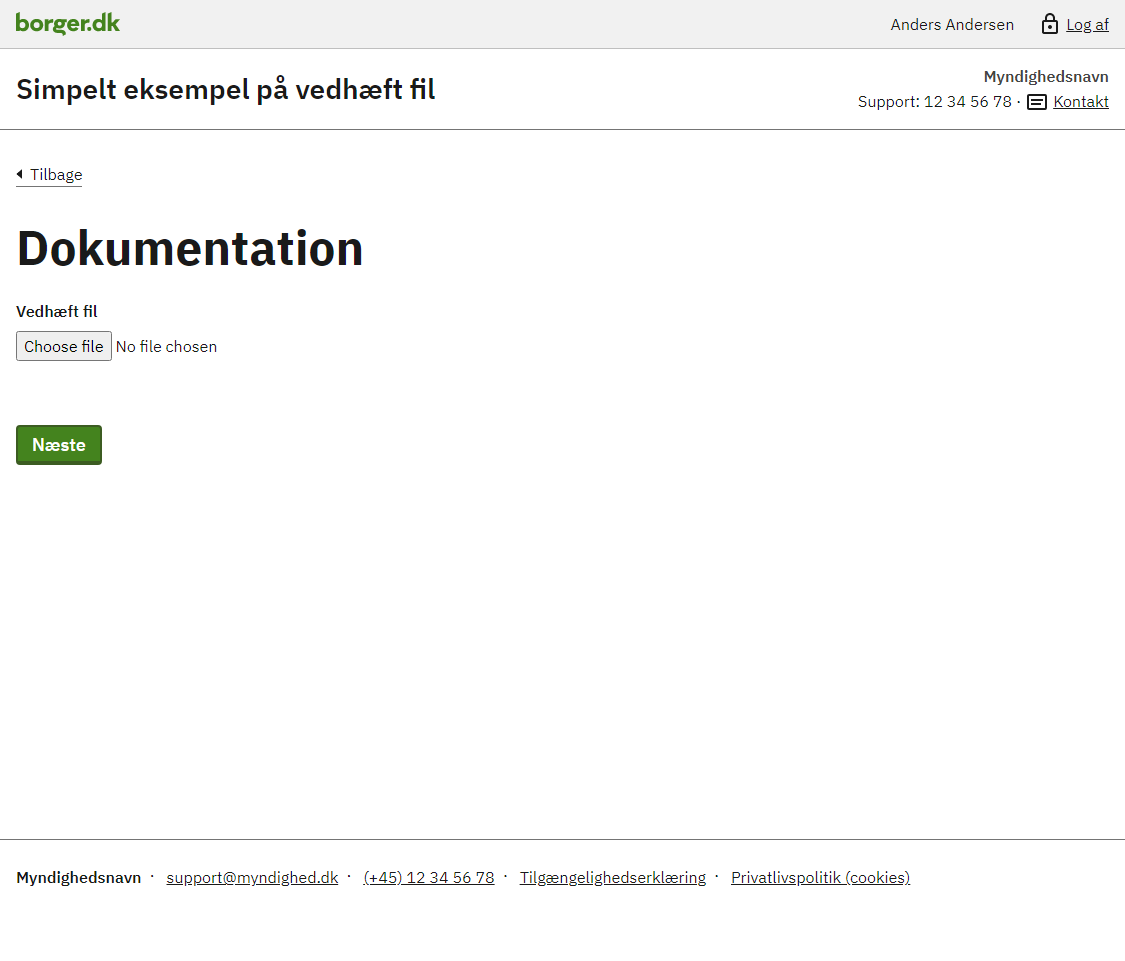 borger.dk
Anders Andersen
Log af
Simpelt eksempel på vedhæft fil
Myndighedsnavn
Support: 12 34 56 78 · Kontakt
Tilbage
Dokumentation
Vedhæft fil
Choose file No file chosen
Næste
Myndighedsnavn · support@myndighed.dk · (+45) 12 34 56 78 · Tilgængelighedserklæring · Privatlivspolitik (cookies)